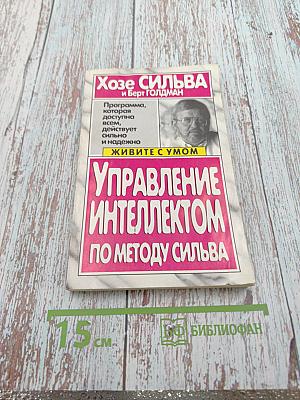 Хозе СИЛЬВА
и Берт ГОЛДМАН
Программа,
которая
доступна
всем,
действует
сильно
и надежно
ЖИВИТЕ С УМОМ
УПРАВЛЕНИЕ
ИНТЕЛЛЕКТОМ
ПО МЕТОДУ СИЛЬВА
15 см
БИБЛИОФАН